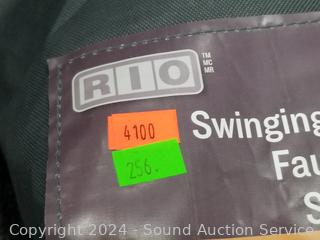 RIO
TM
MC
MR
4100
256.
Swinging
Fau
S
Copyright 2024 - Sound Auction Service